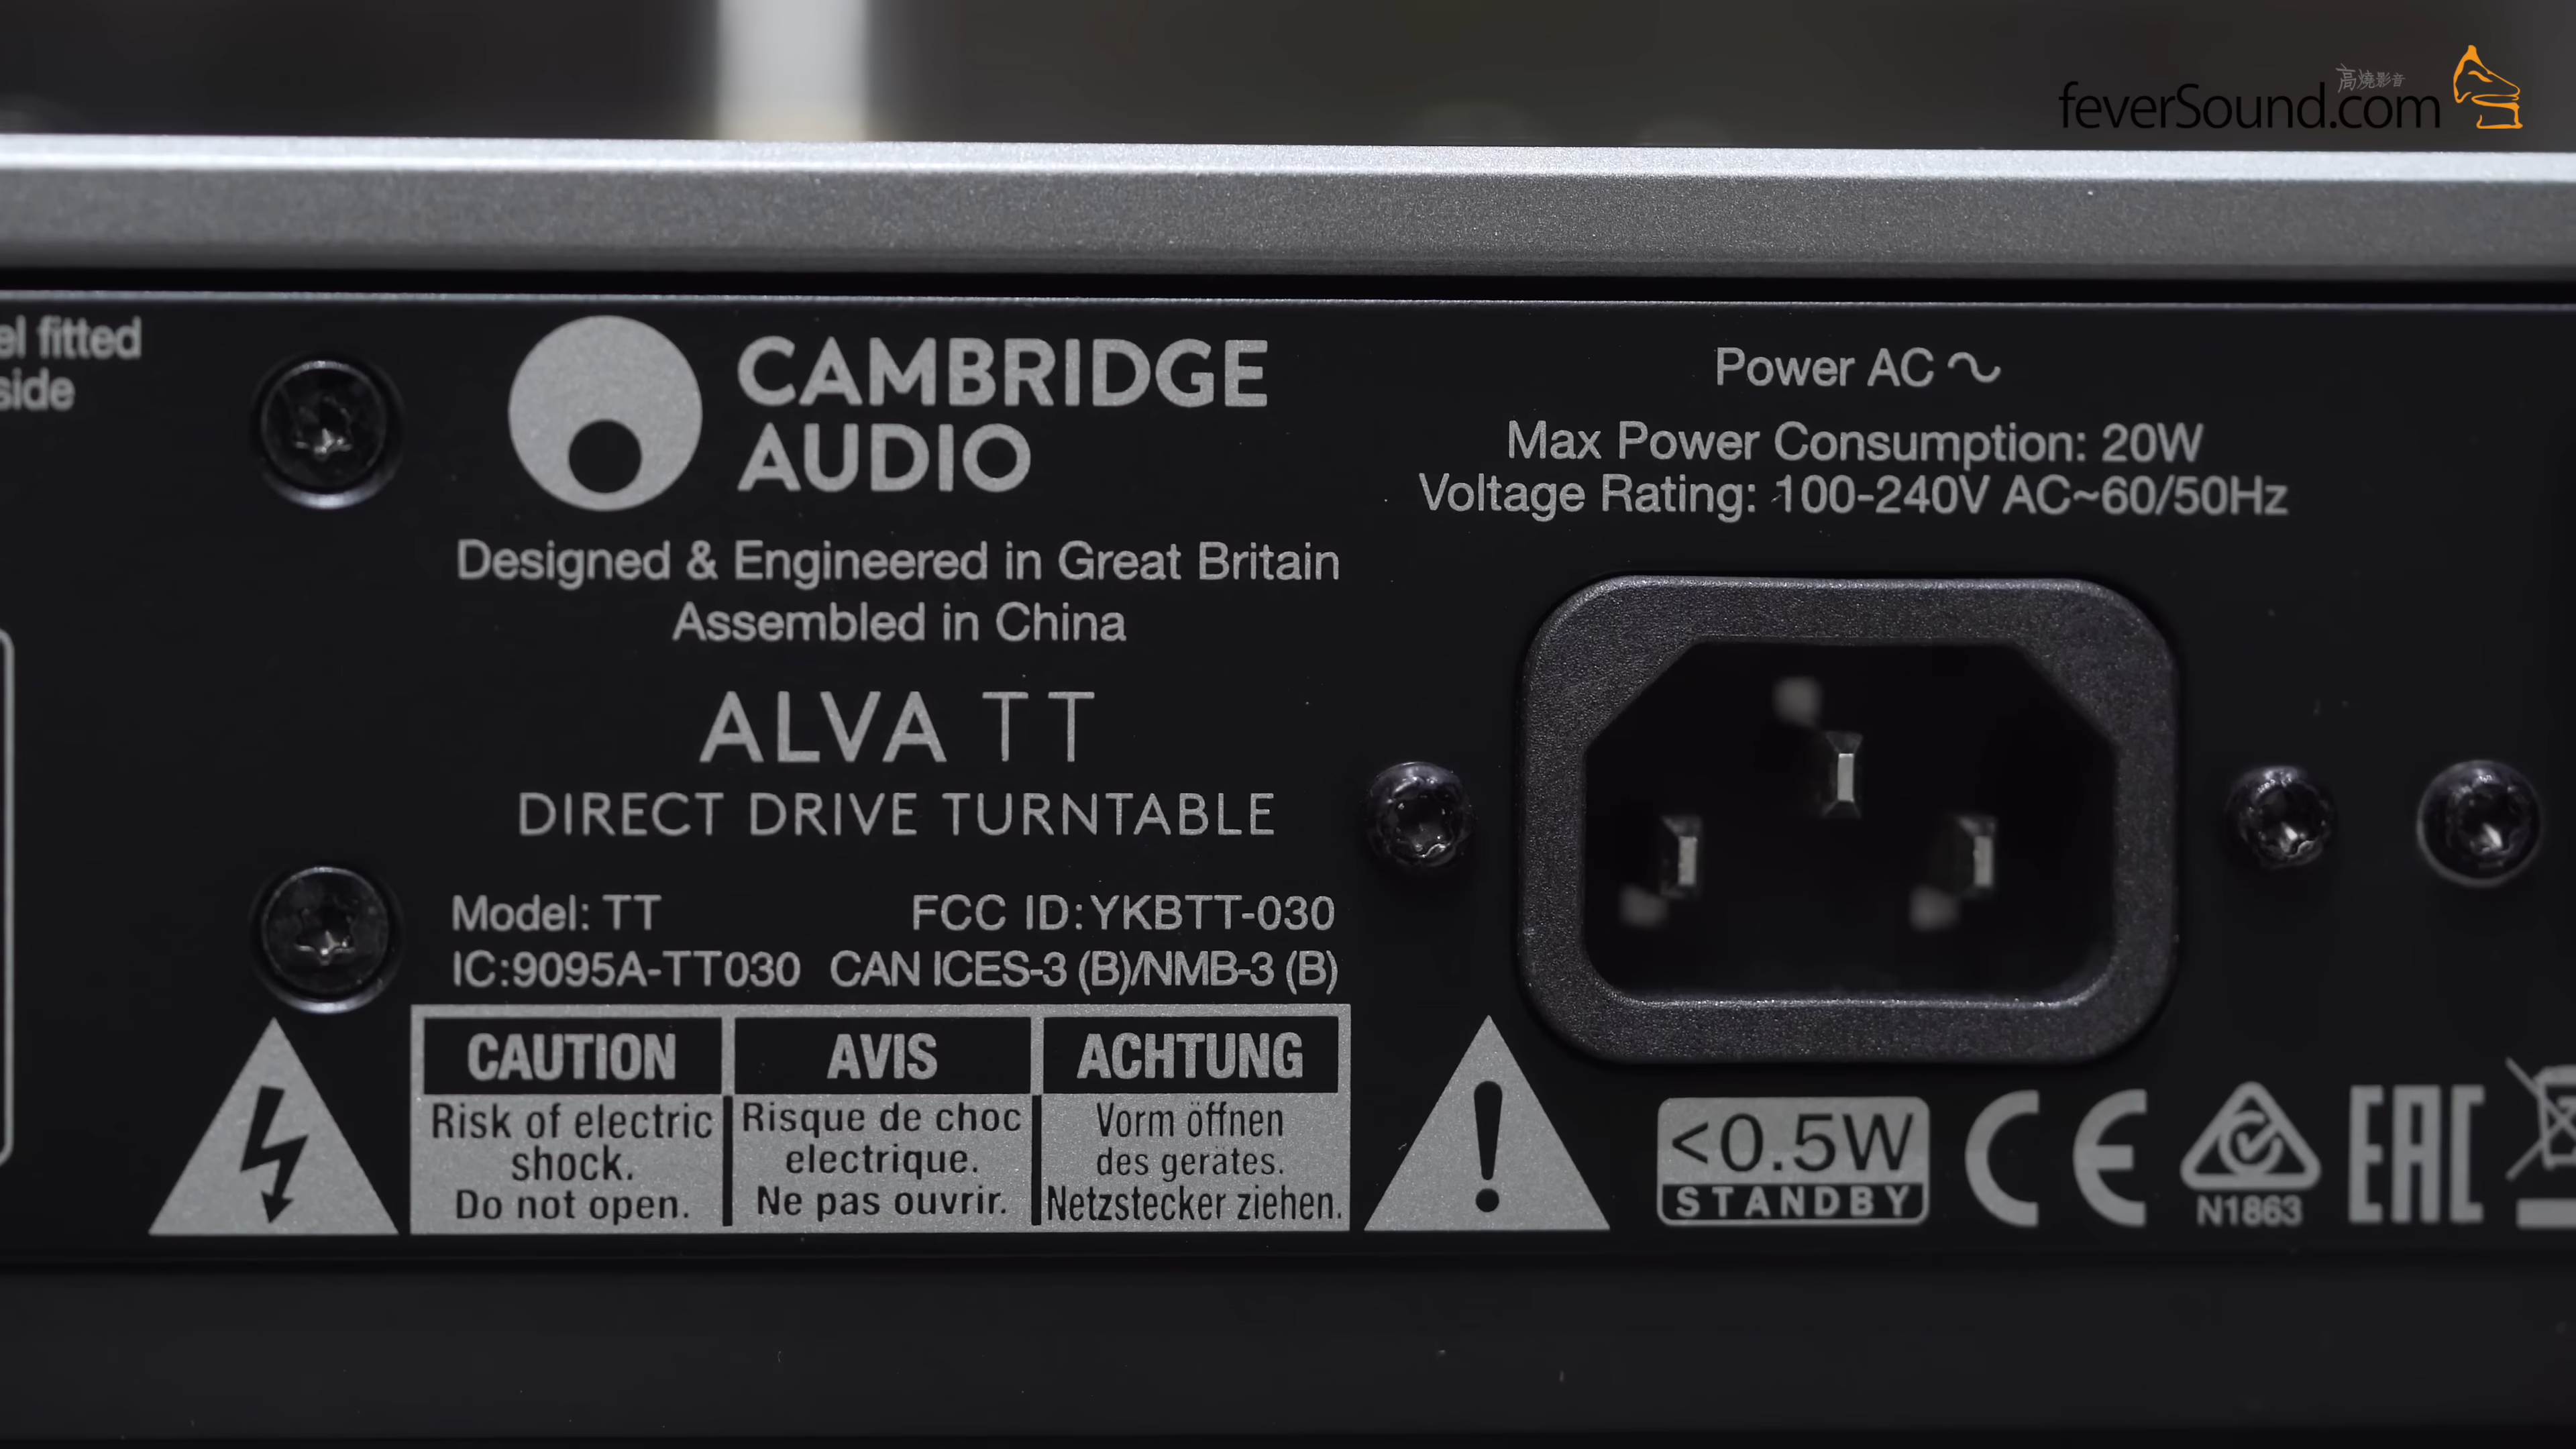 高燒影音
feverSound.com
el fitted
side
CAMBRIDGE
AUDIO
Designed & Engineered in Great Britain
Assembled in China
ALVA TT
DIRECT DRIVE TURNTABLE
Model: TT FCC ID: YKBTT-030
IC:9095A-TT030 CAN ICES-3 (B)/NMB-3 (B)
CAUTION
Risk of electric
shock.
Do not open.
AVIS
Risque de choc
electrique.
Ne pas ouvrir.
ACHTUNG
Vorm öffnen
des gerätes.
Netzstecker ziehen.
Power AC ~
Max Power Consumption: 20W
Voltage Rating: 100-240V AC~60/50Hz
<0.5W
STANDBY
CE
N1863
EAC